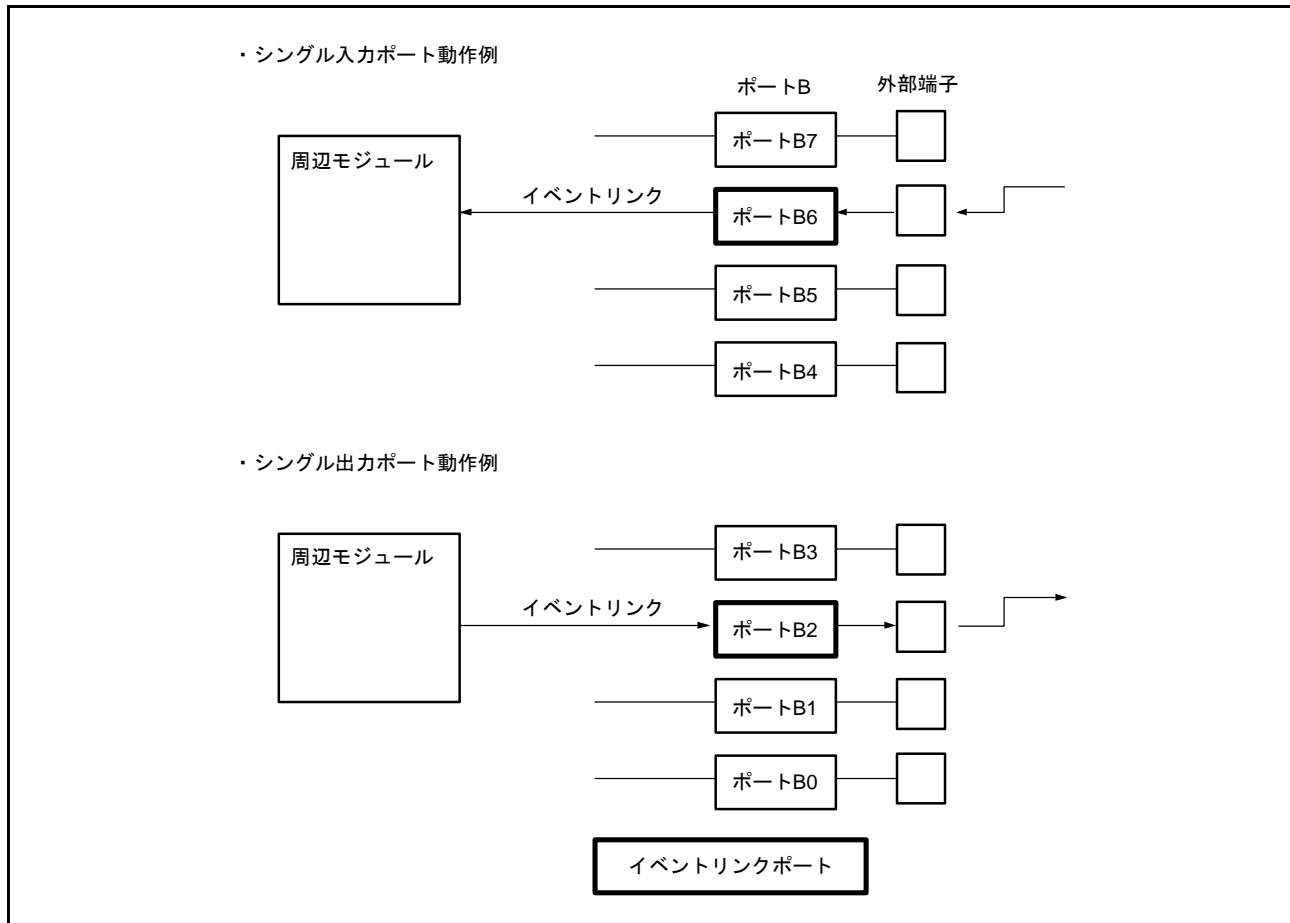 ・シングル入力ポート動作例
ポートB 外部端子
ポートB7
周辺モジュール
イベントリンク
ポートB6
ポートB5
ポートB4
・シングル出力ポート動作例
ポートB3
周辺モジュール
イベントリンク
ポートB2
ポートB1
ポートB0
イベントリンクポート